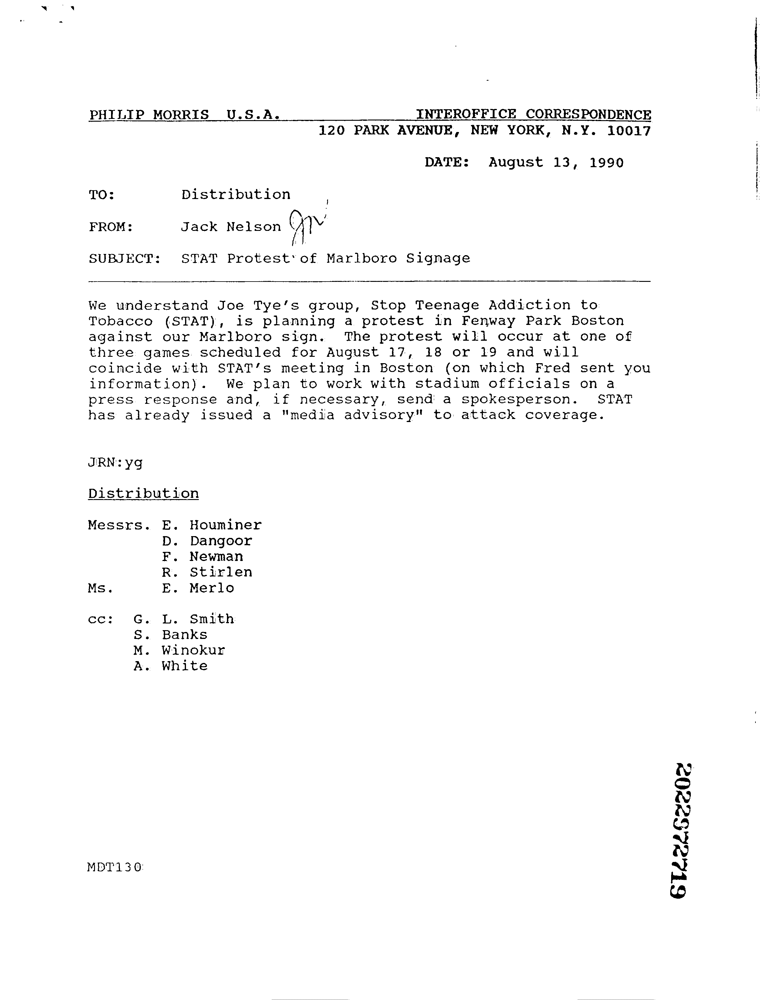 PHILIP MORRIS U.S.A. INTEROFFICE CORRESPONDENCE
120 PARK AVENUE, NEW YORK, N.Y. 10017
DATE: August 13, 1990
TO: Distribution
FROM: Jack Nelson
SUBJECT: STAT Protest of Marlboro Signage
We understand Joe Tye's group, Stop Teenage Addiction to
Tobacco (STAT), is planning a protest in Fenway Park Boston
against our Marlboro sign. The protest will occur at one of
three games scheduled for August 17, 18 or 19 and will
coincide with STAT's meeting in Boston (on which Fred sent you
information). We plan to work with stadium officials on a
press response and, if necessary, send a spokesperson. STAT
has already issued a "media advisory" to attack coverage.
JRN:yg
Distribution
Messrs. E. Houminer
D. Dangoor
F. Newman
R. Stirlen
Ms. E. Merlo
cc: G. L. Smith
S. Banks
M. Winokur
A. White
MDT130
2022972719